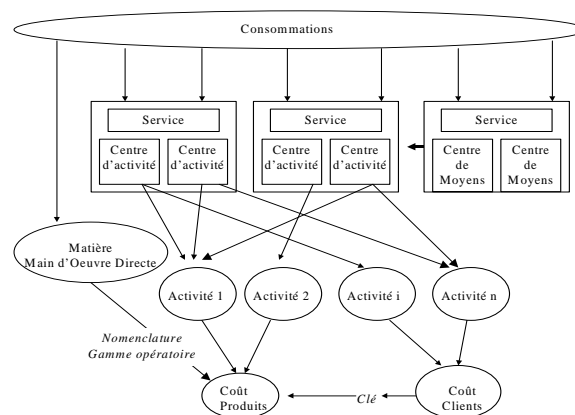 Consommations
Service
Service
Service
Centre
d'activité
Centre
d'activité
Centre
d'activité
Centre
d'activité
Centre
de
Moyens
Centre
de
Moyens
Matière
Main d'Oeuvre Directe
Activité 1
Activité 2
Activité i
Activité n
Nomenclature
Gamme opératoire
Coût
Produits
Clé
Coût
Clients